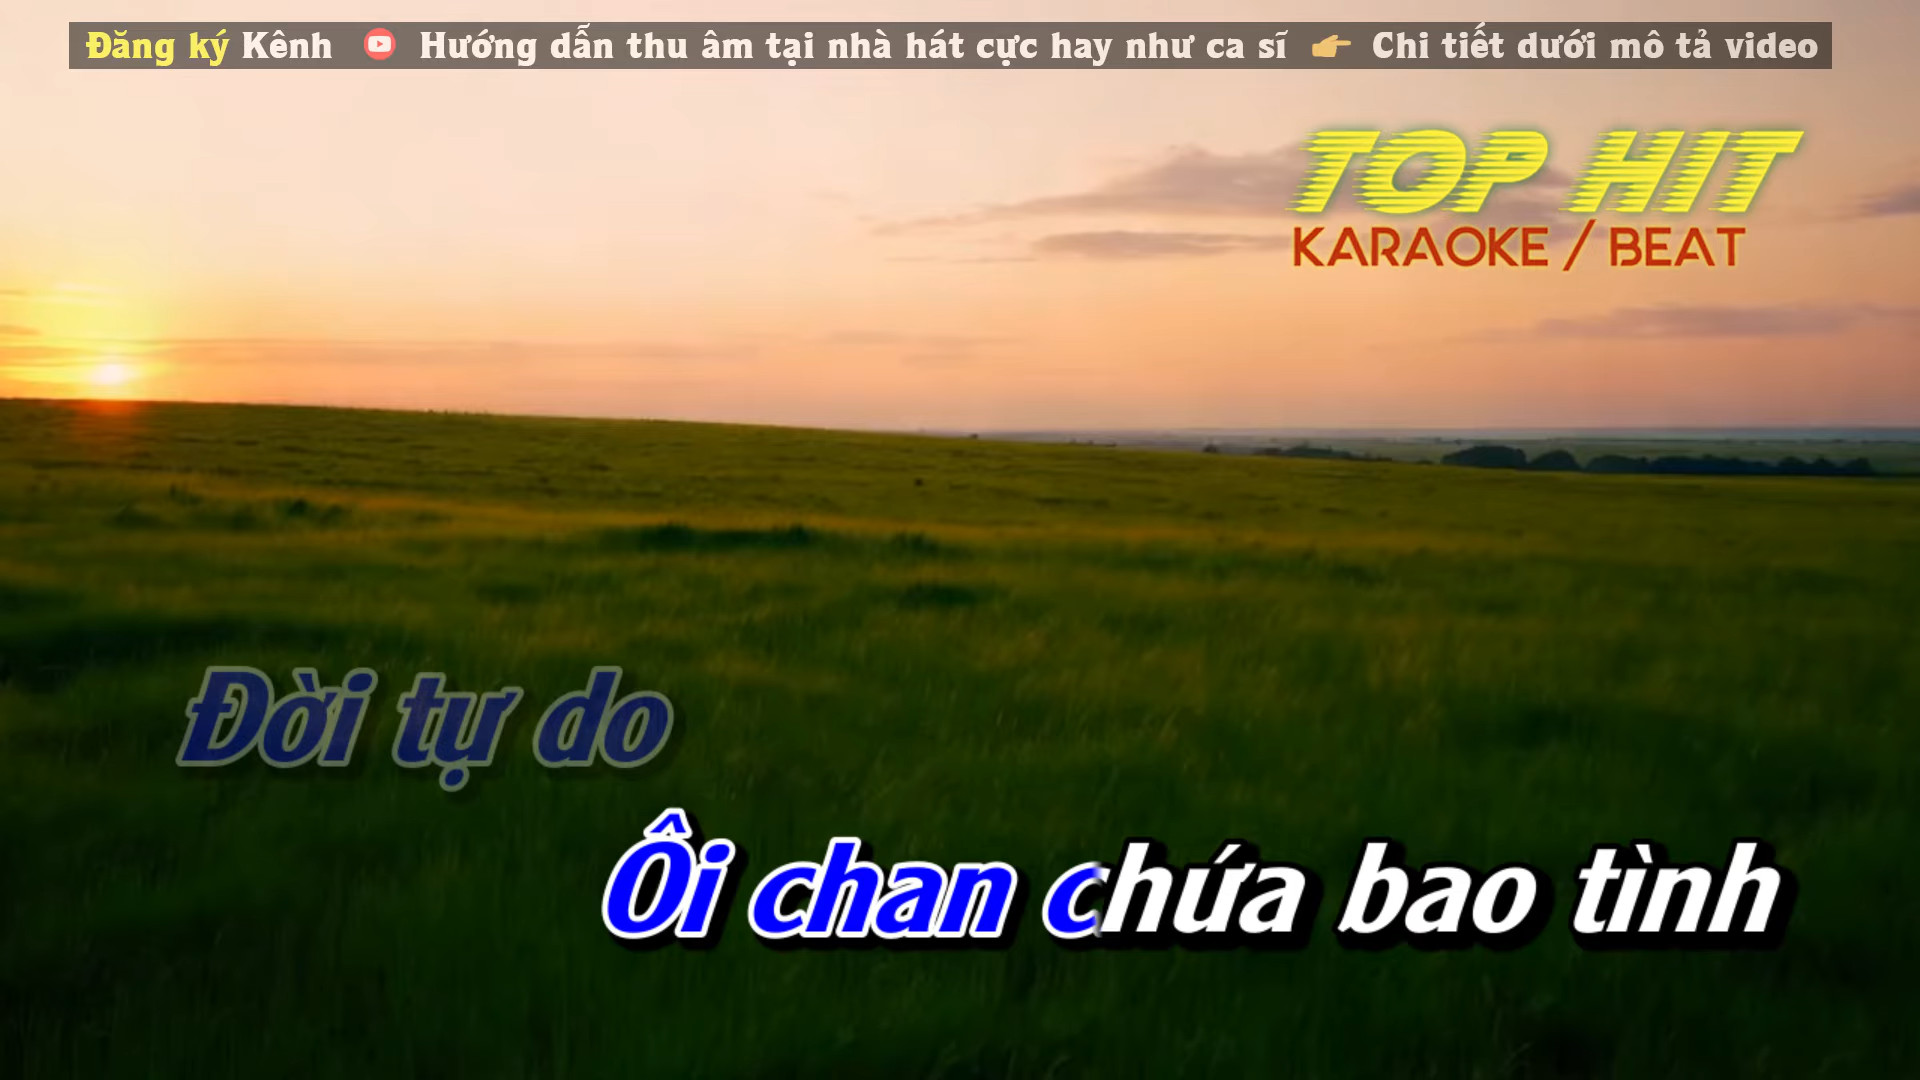 Đăng ký Kênh Hướng dẫn thu âm tại nhà hát cực hay như ca sĩ 👉 Chi tiết dưới mô tả video
TOP HIT
KARAOKE / BEAT
Đời tự do
Ôi chan chứa bao tình